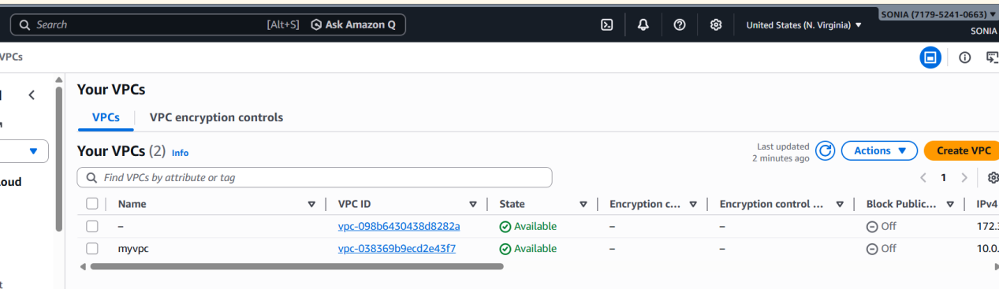 Search [Alt+S] Ask Amazon Q United States (N. Virginia) SONIA (7179-5241-0663)
SONIA
VPCs
Your VPCs
VPCs VPC encryption controls
Your VPCs (2) Info Last updated 2 minutes ago Actions Create VPC
oud
Find VPCs by attribute or tag 1
Name VPC ID State Encryption c... Encryption control ... Block Public... IPv4
– vpc-098b6430438d8282a Available – – Off 172.
myvpc vpc-038369b9ecd2e43f7 Available – – Off 10.0.
t